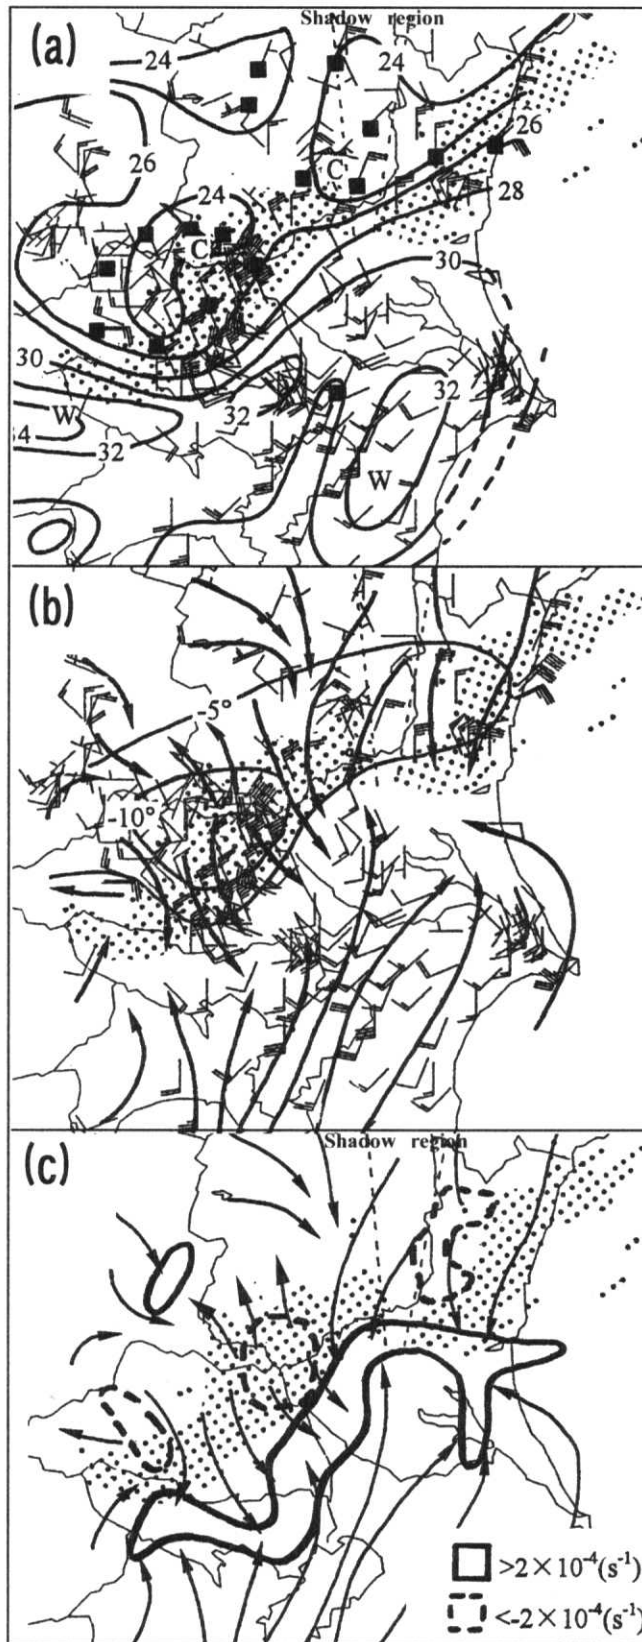 Shadow region
(a)
24
24
26
26
C
28
24
C
30
30
32
32
W
34
32
W
(b)
-5°
-10°
Shadow region
(c)
>2×10⁻⁴(s⁻¹)
<-2×10⁻⁴(s⁻¹)